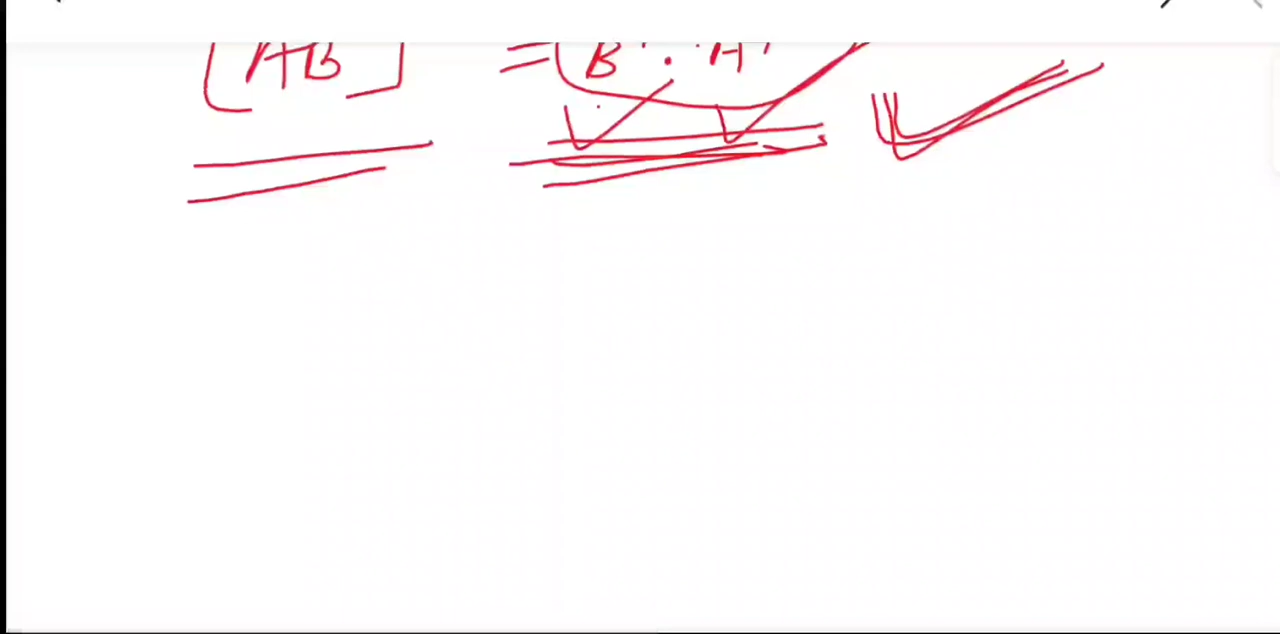 [AB] = (B' . A'